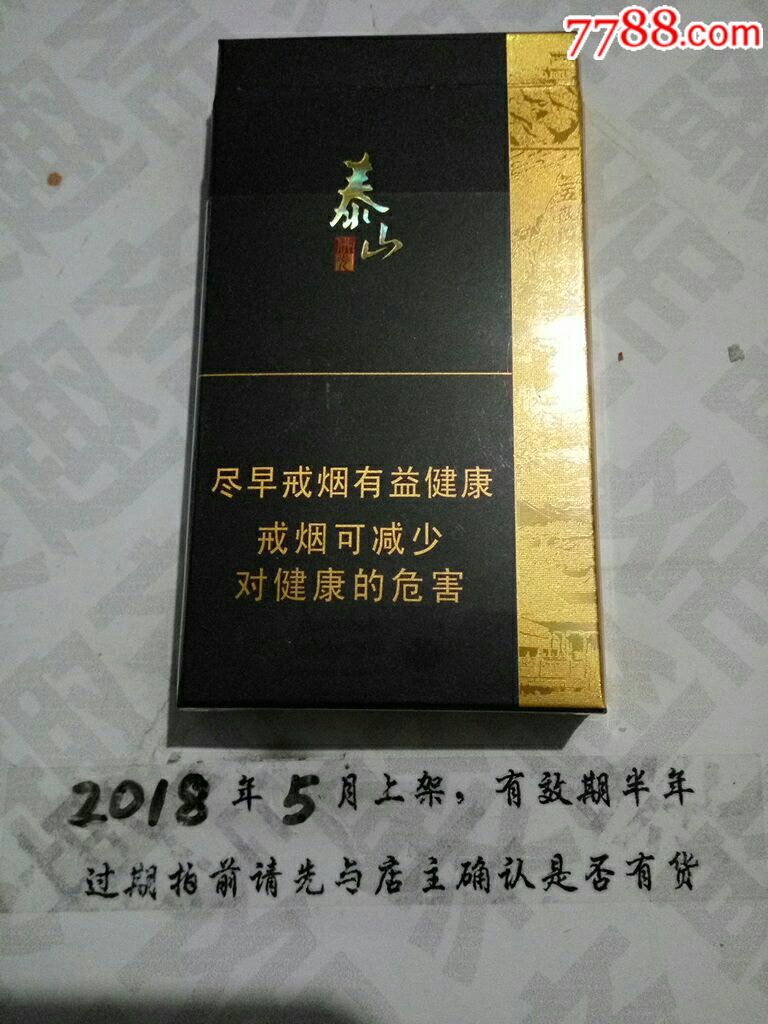 7788.com
泰山
尽早戒烟有益健康
戒烟可减少
对健康的危害
2018年5月上架，有效期半年
过期拍前请先与店主确认是否有货